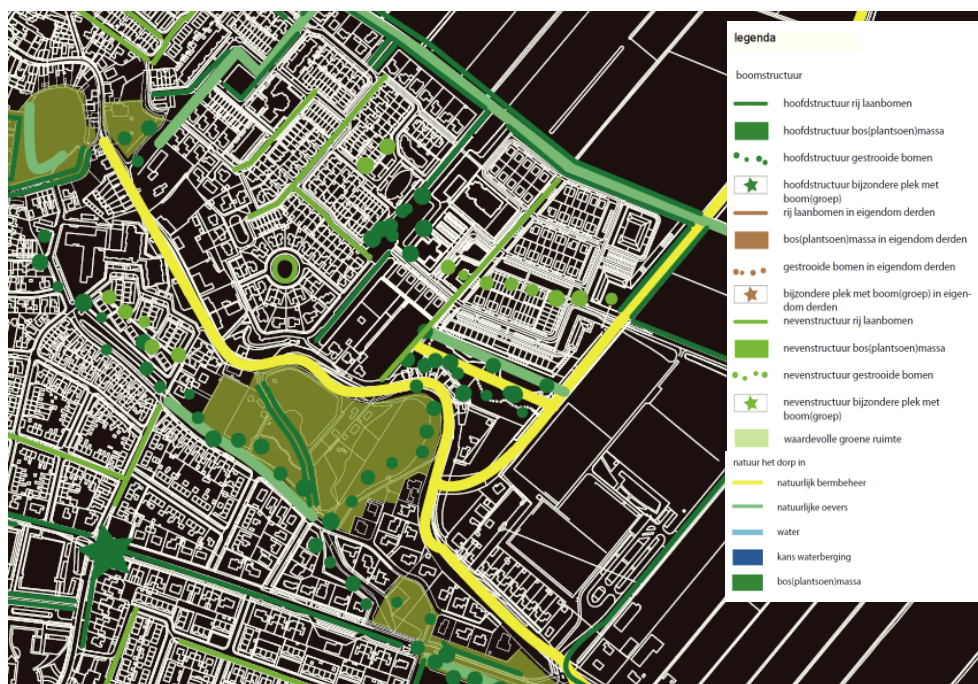 legenda
boomstructuur
hoofdstructuur rij laanbomen
hoofdstructuur bos(plantsoen)massa
hoofdstructuur gestrooide bomen
hoofdstructuur bijzondere plek met
boom(groep)
rij laanbomen in eigendom derden
bos(plantsoen)massa in eigendom derden
gestrooide bomen in eigendom derden
bijzondere plek met boom(groep) in eigen-
dom derden
nevenstructuur rij laanbomen
nevenstructuur bos(plantsoen)massa
nevenstructuur gestrooide bomen
nevenstructuur bijzondere plek met
boom(groep)
waardevolle groene ruimte
natuur het dorp in
natuurlijk bermbeheer
natuurlijke oevers
water
kans waterberging
bos(plantsoen)massa